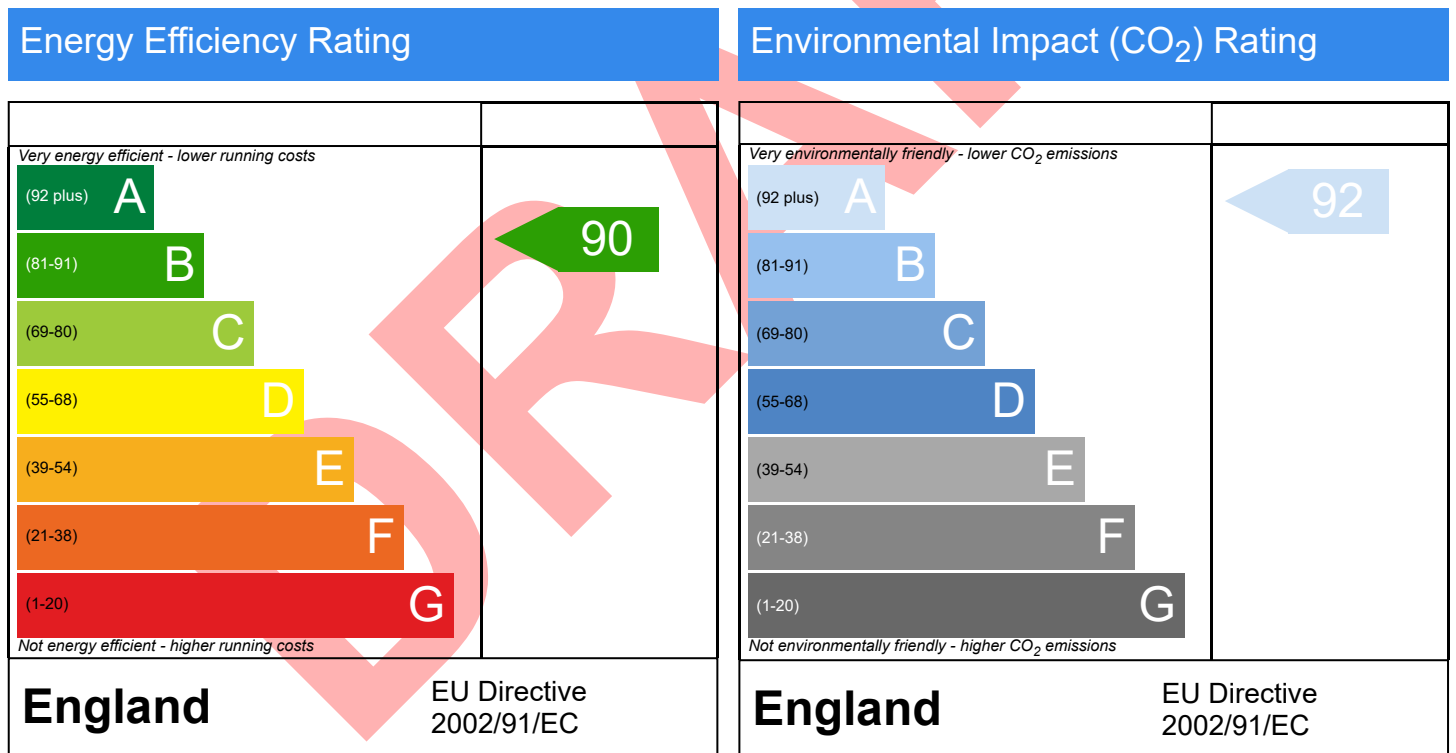 Energy Efficiency Rating
Very energy efficient - lower running costs
(92 plus) A
(81-91) B
(69-80) C
(55-68) D
(39-54) E
(21-38) F
(1-20) G
Not energy efficient - higher running costs
90
England
EU Directive
2002/91/EC
Environmental Impact (CO₂) Rating
Very environmentally friendly - lower CO₂ emissions
(92 plus) A
(81-91) B
(69-80) C
(55-68) D
(39-54) E
(21-38) F
(1-20) G
Not environmentally friendly - higher CO₂ emissions
92
England
EU Directive
2002/91/EC